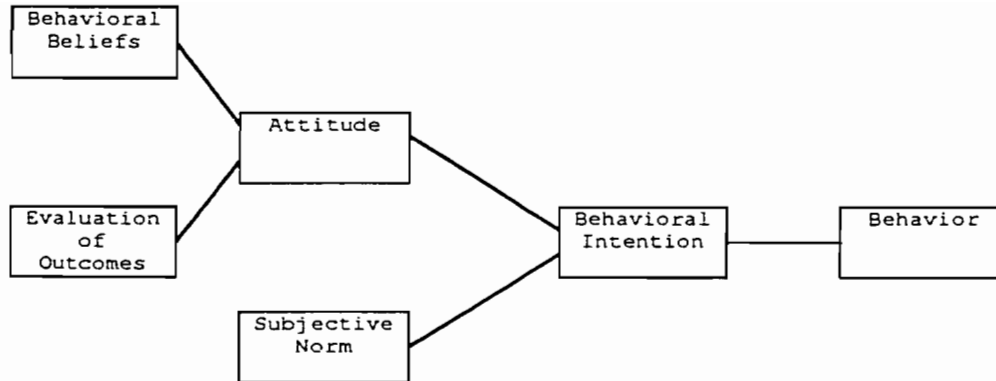 Behavioral
Beliefs
Attitude
Evaluation
of
Outcomes
Behavioral
Intention
Behavior
Subjective
Norm